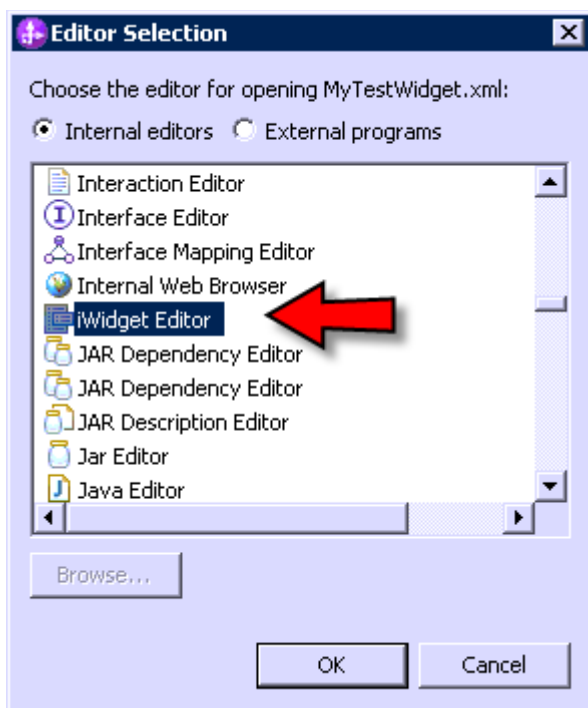 Editor Selection
Choose the editor for opening MyTestWidget.xml:
Internal editors External programs
Interaction Editor
Interface Editor
Interface Mapping Editor
Internal Web Browser
iWidget Editor
JAR Dependency Editor
JAR Dependency Editor
JAR Description Editor
Jar Editor
Java Editor
Browse...
OK Cancel